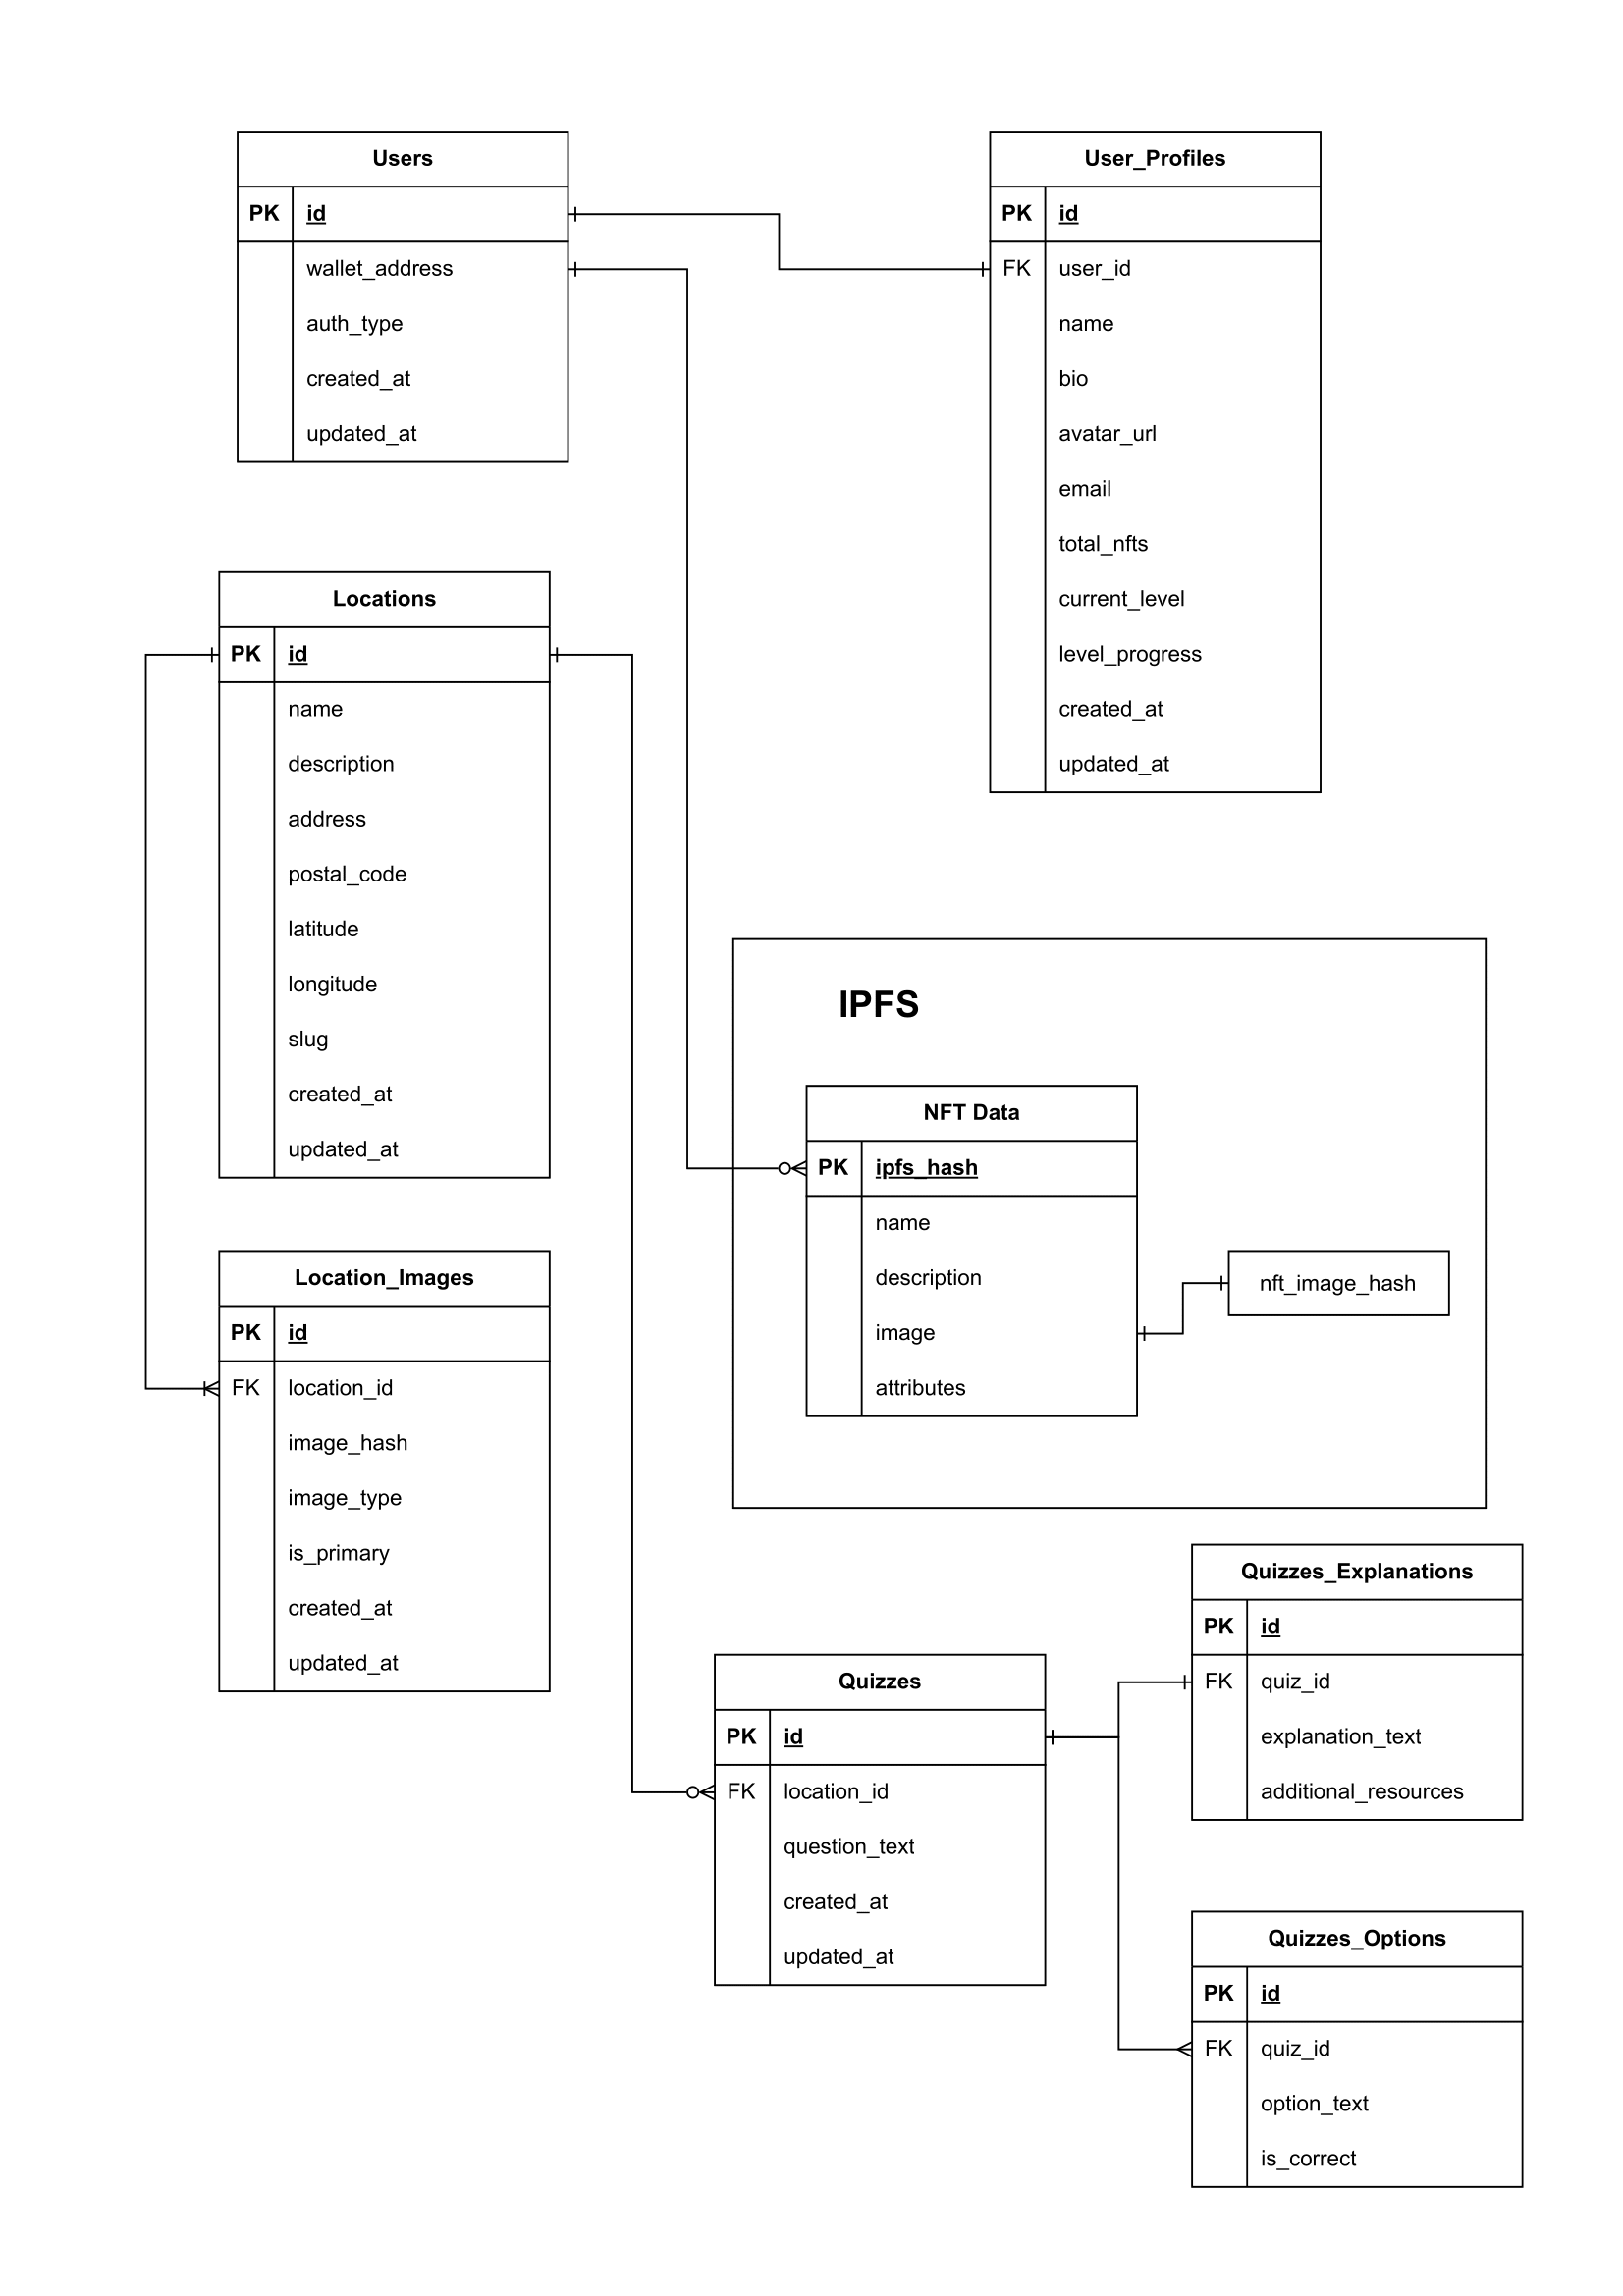 Users
PK id
wallet_address
auth_type
created_at
updated_at
User_Profiles
PK id
FK user_id
name
bio
avatar_url
email
total_nfts
current_level
level_progress
created_at
updated_at
Locations
PK id
name
description
address
postal_code
latitude
longitude
slug
created_at
updated_at
IPFS
NFT Data
PK ipfs_hash
name
description
image
attributes
nft_image_hash
Location_Images
PK id
FK location_id
image_hash
image_type
is_primary
created_at
updated_at
Quizzes
PK id
FK location_id
question_text
created_at
updated_at
Quizzes_Explanations
PK id
FK quiz_id
explanation_text
additional_resources
Quizzes_Options
PK id
FK quiz_id
option_text
is_correct